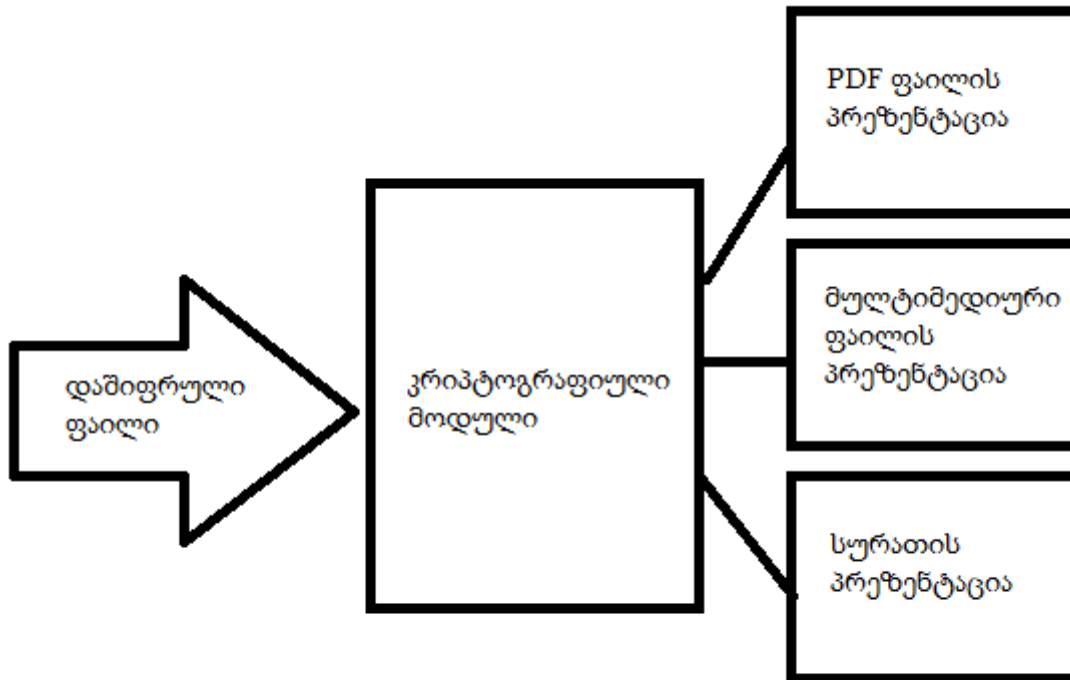 დაშიფრული
ფაილი
კრიპტოგრაფიული
მოდული
PDF ფაილის
პრეზენტაცია
მულტიმედიური
ფაილის
პრეზენტაცია
სურათის
პრეზენტაცია